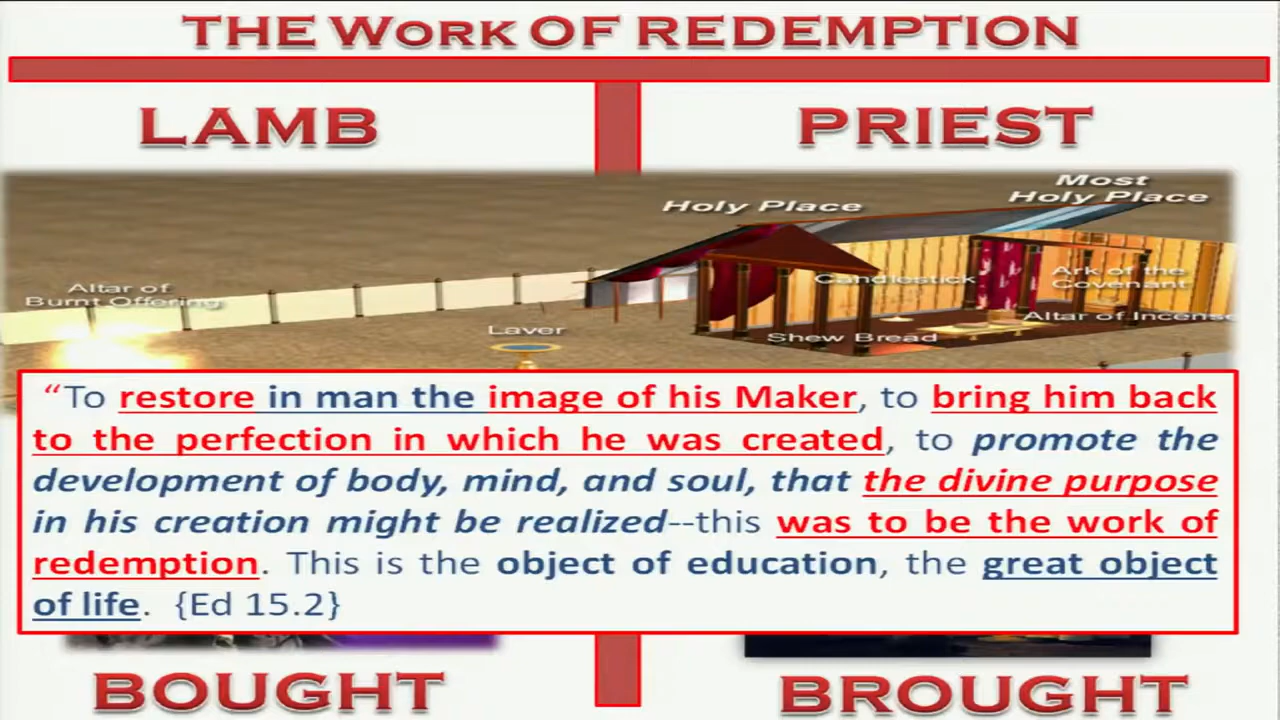 THE WORK OF REDEMPTION
LAMB
PRIEST
Most
Holy Place
Holy Place
Candlestick
Ark of the
Covenant
Altar of
Burnt Offering
Altar of Incense
Laver
Shew Bread
“To restore in man the image of his Maker, to bring him back
to the perfection in which he was created, to promote the
development of body, mind, and soul, that the divine purpose
in his creation might be realized--this was to be the work of
redemption. This is the object of education, the great object
of life. {Ed 15.2}
BOUGHT
BROUGHT